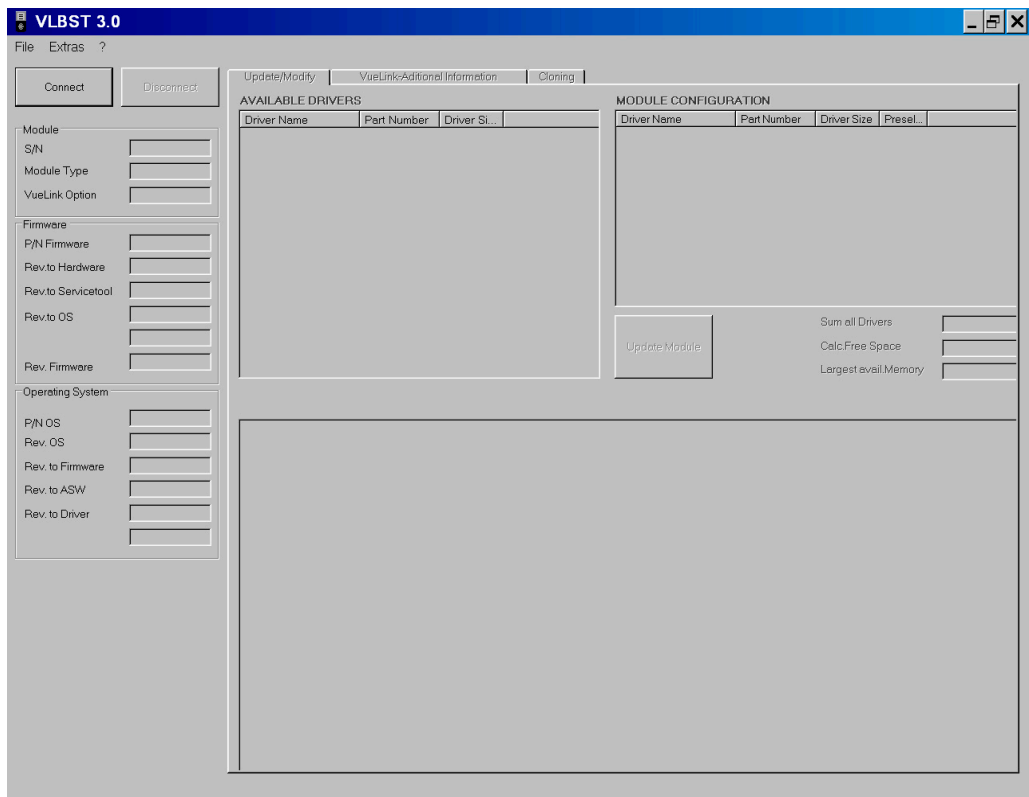 VLBST 3.0
File Extras ?
Connect
Disconnect
Module
S/N
Module Type
VueLink Option
Firmware
P/N Firmware
Rev.to Hardware
Rev.to Servicetool
Rev.to OS
Rev. Firmware
Operating System
P/N OS
Rev. OS
Rev. to Firmware
Rev. to ASW
Rev. to Driver
Update/Modify VueLink-Aditional Information Cloning
AVAILABLE DRIVERS
Driver Name Part Number Driver Si...
MODULE CONFIGURATION
Driver Name Part Number Driver Size Presel...
Update Module
Sum all Drivers
Calc.Free Space
Largest avail.Memory